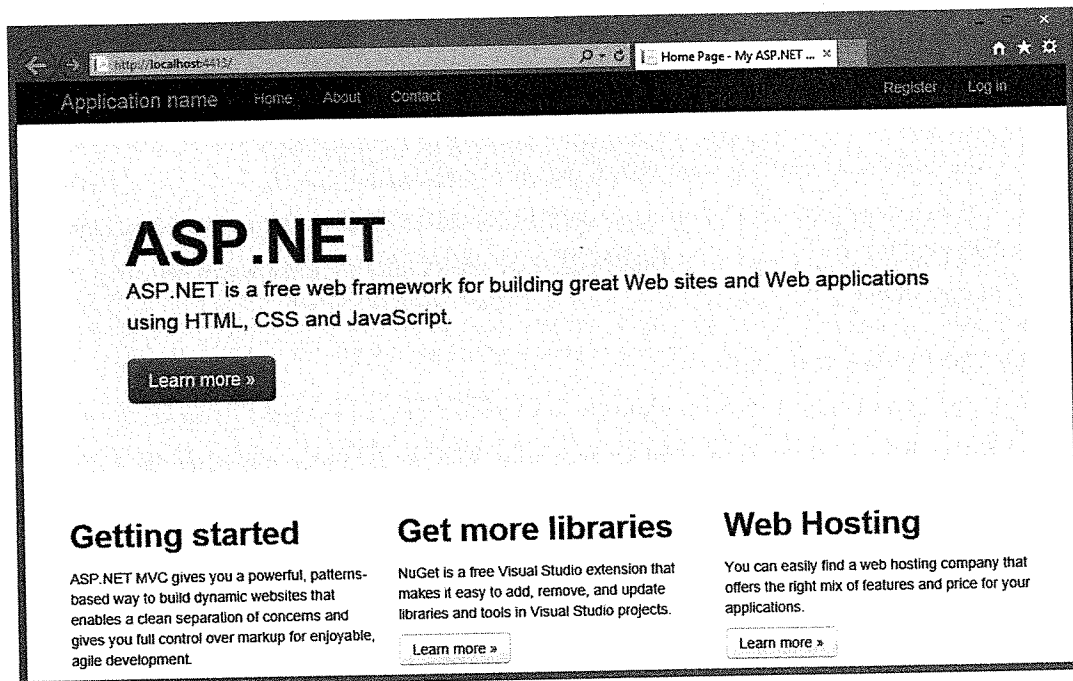 http://localhost:4413/
Home Page - My ASP.NET ...
Application name Home About Contact Register Log in
ASP.NET
ASP.NET is a free web framework for building great Web sites and Web applications
using HTML, CSS and JavaScript.
Learn more »
Getting started
ASP.NET MVC gives you a powerful, patterns-
based way to build dynamic websites that
enables a clean separation of concerns and
gives you full control over markup for enjoyable,
agile development.
Get more libraries
NuGet is a free Visual Studio extension that
makes it easy to add, remove, and update
libraries and tools in Visual Studio projects.
Learn more »
Web Hosting
You can easily find a web hosting company that
offers the right mix of features and price for your
applications.
Learn more »